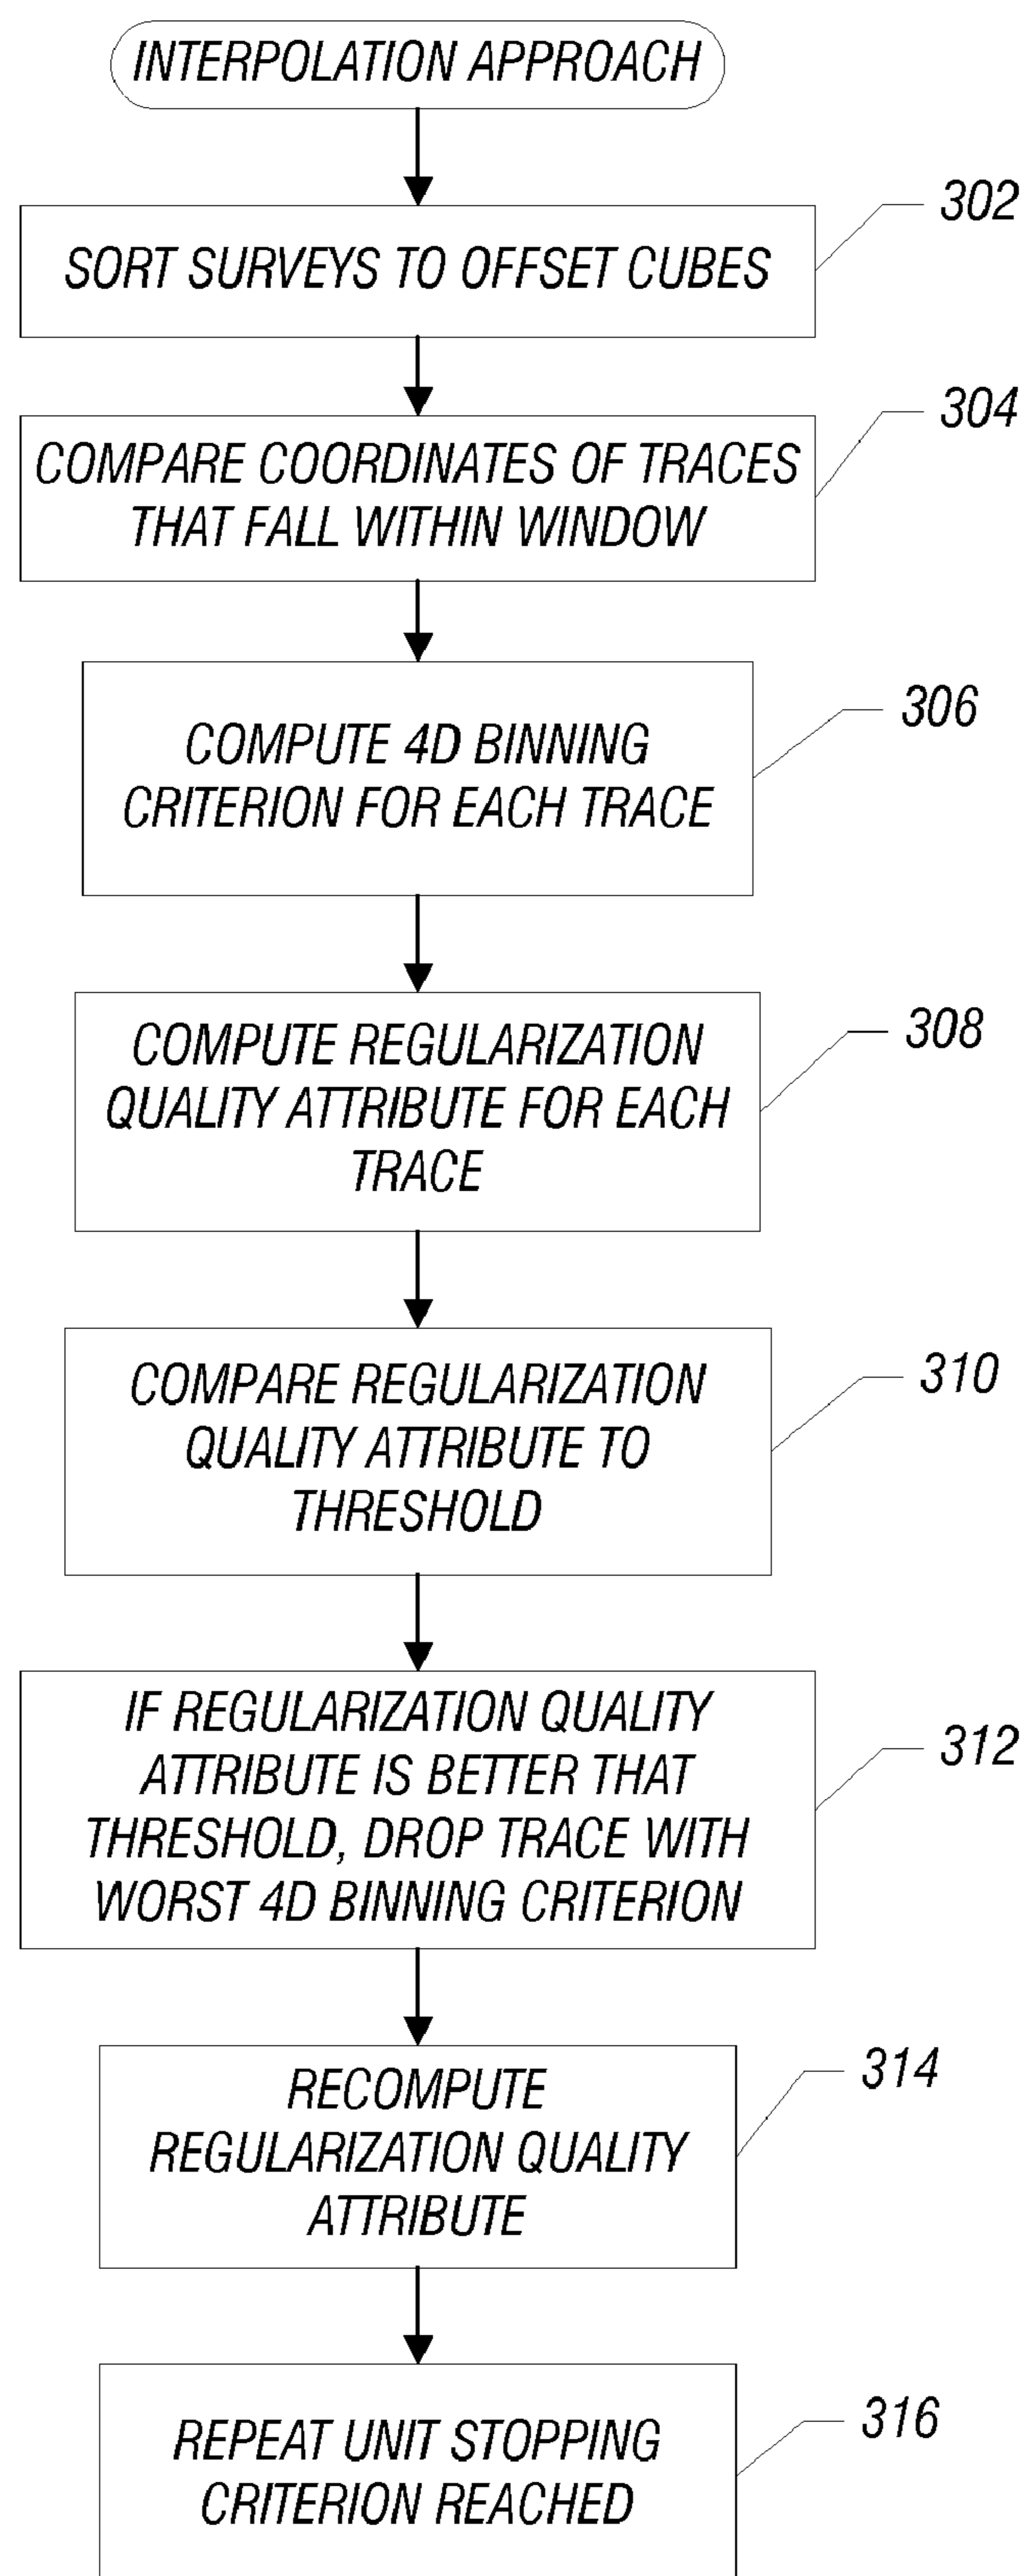 INTERPOLATION APPROACH
302
SORT SURVEYS TO OFFSET CUBES
304
COMPARE COORDINATES OF TRACES
THAT FALL WITHIN WINDOW
306
COMPUTE 4D BINNING
CRITERION FOR EACH TRACE
308
COMPUTE REGULARIZATION
QUALITY ATTRIBUTE FOR EACH
TRACE
310
COMPARE REGULARIZATION
QUALITY ATTRIBUTE TO
THRESHOLD
312
IF REGULARIZATION QUALITY
ATTRIBUTE IS BETTER THAT
THRESHOLD, DROP TRACE WITH
WORST 4D BINNING CRITERION
314
RECOMPUTE
REGULARIZATION QUALITY
ATTRIBUTE
316
REPEAT UNIT STOPPING
CRITERION REACHED